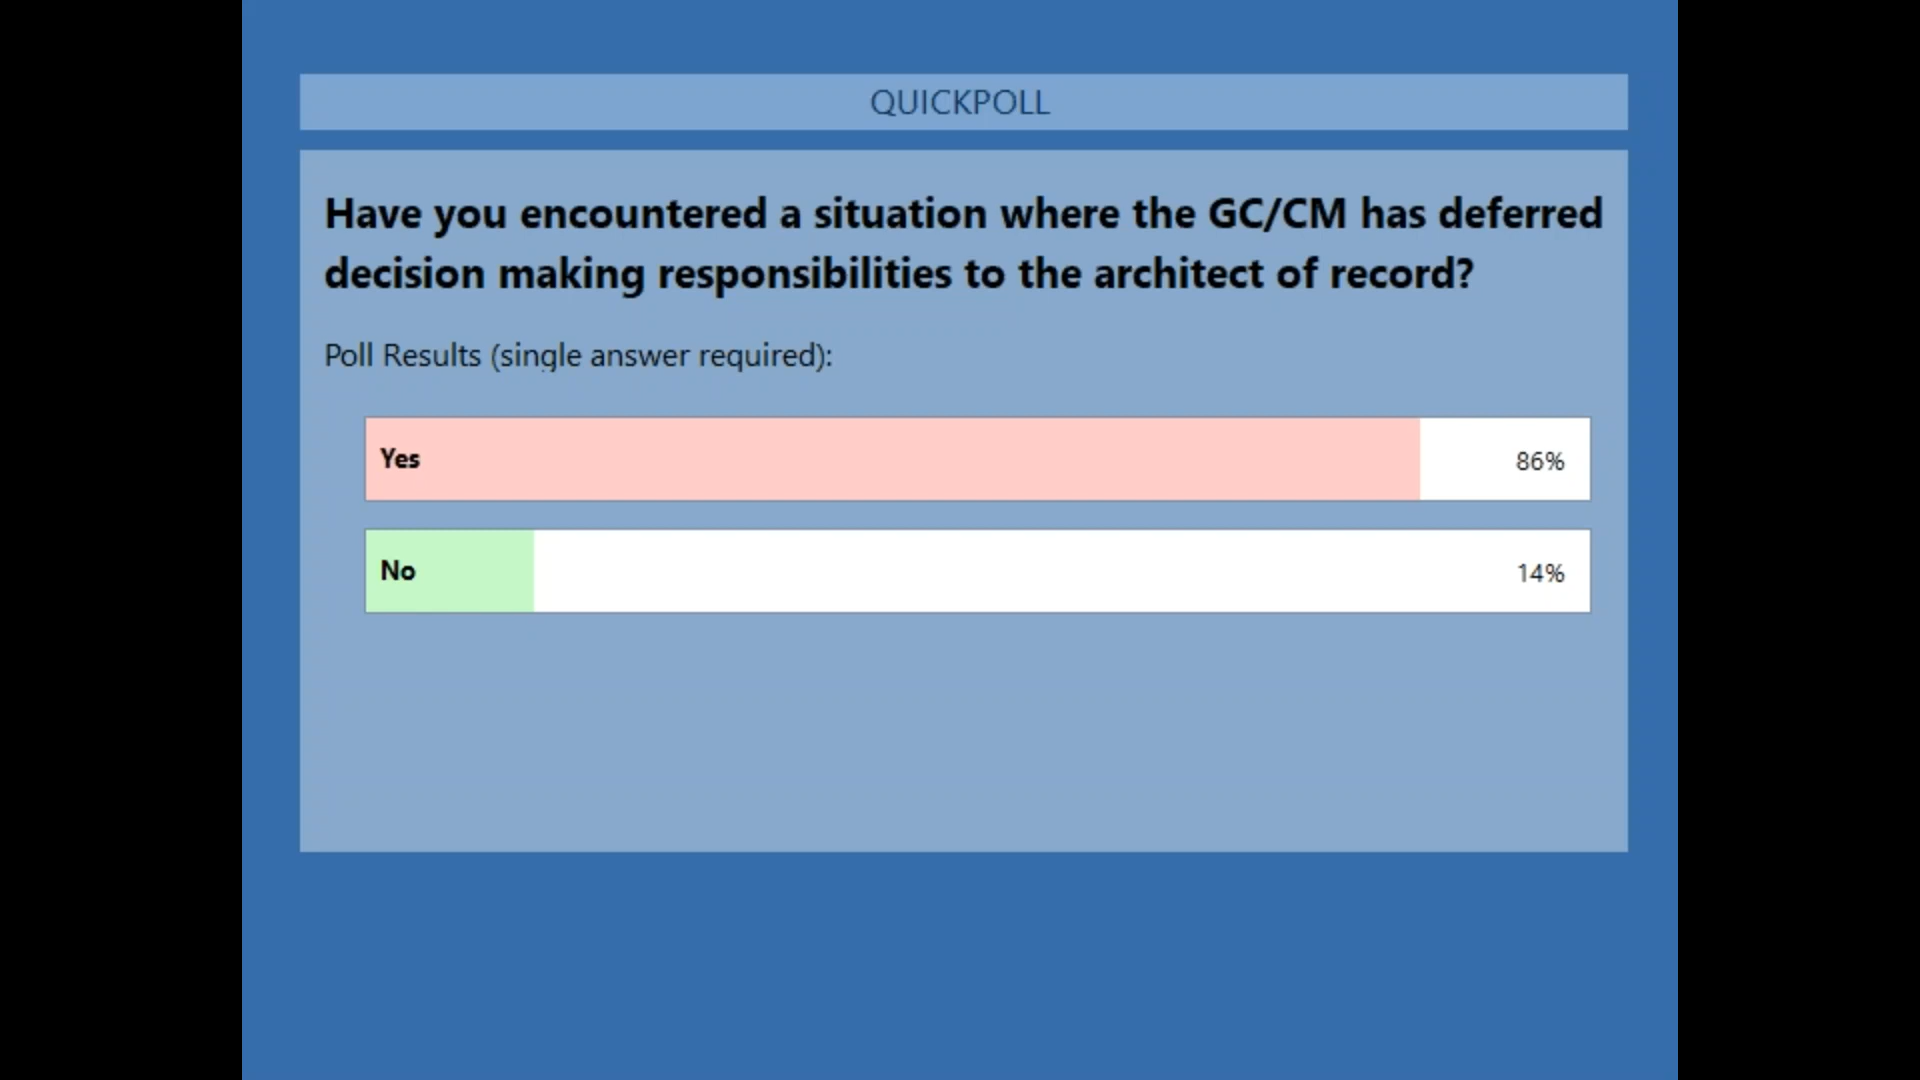 QUICKPOLL
Have you encountered a situation where the GC/CM has deferred
decision making responsibilities to the architect of record?
Poll Results (single answer required):
Yes 86%
No 14%